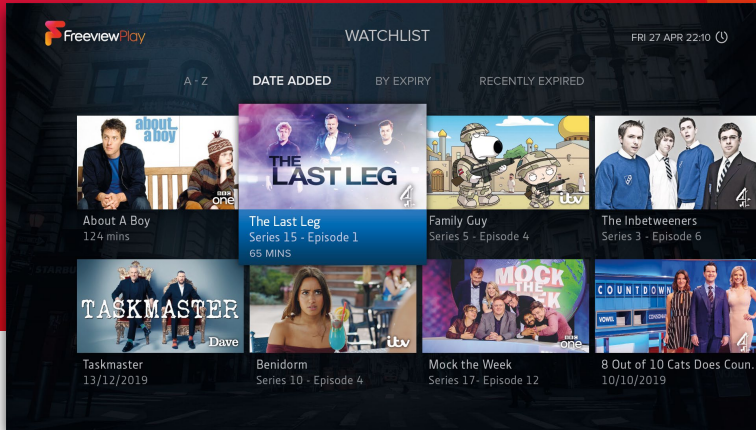 FreeviewPlay
WATCHLIST
FRI 27 APR 22:10
A - Z
DATE ADDED
BY EXPIRY
RECENTLY EXPIRED
about...
a boy
BBC
one
THE
LAST LEG
4
itv
4
About A Boy
124 mins
The Last Leg
Series 15 - Episode 1
65 MINS
Family Guy
Series 5 - Episode 4
The Inbetweeners
Series 3 - Episode 6
STARBU
TASKMASTER
Dave
itv
MOCK
THE
BBC
one
COUNTDOWN
VOWEL
CONSONA
4
Taskmaster
13/12/2019
Benidorm
Series 10 - Episode 4
Mock the Week
Series 17- Episode 12
8 Out of 10 Cats Does Coun.
10/10/2019